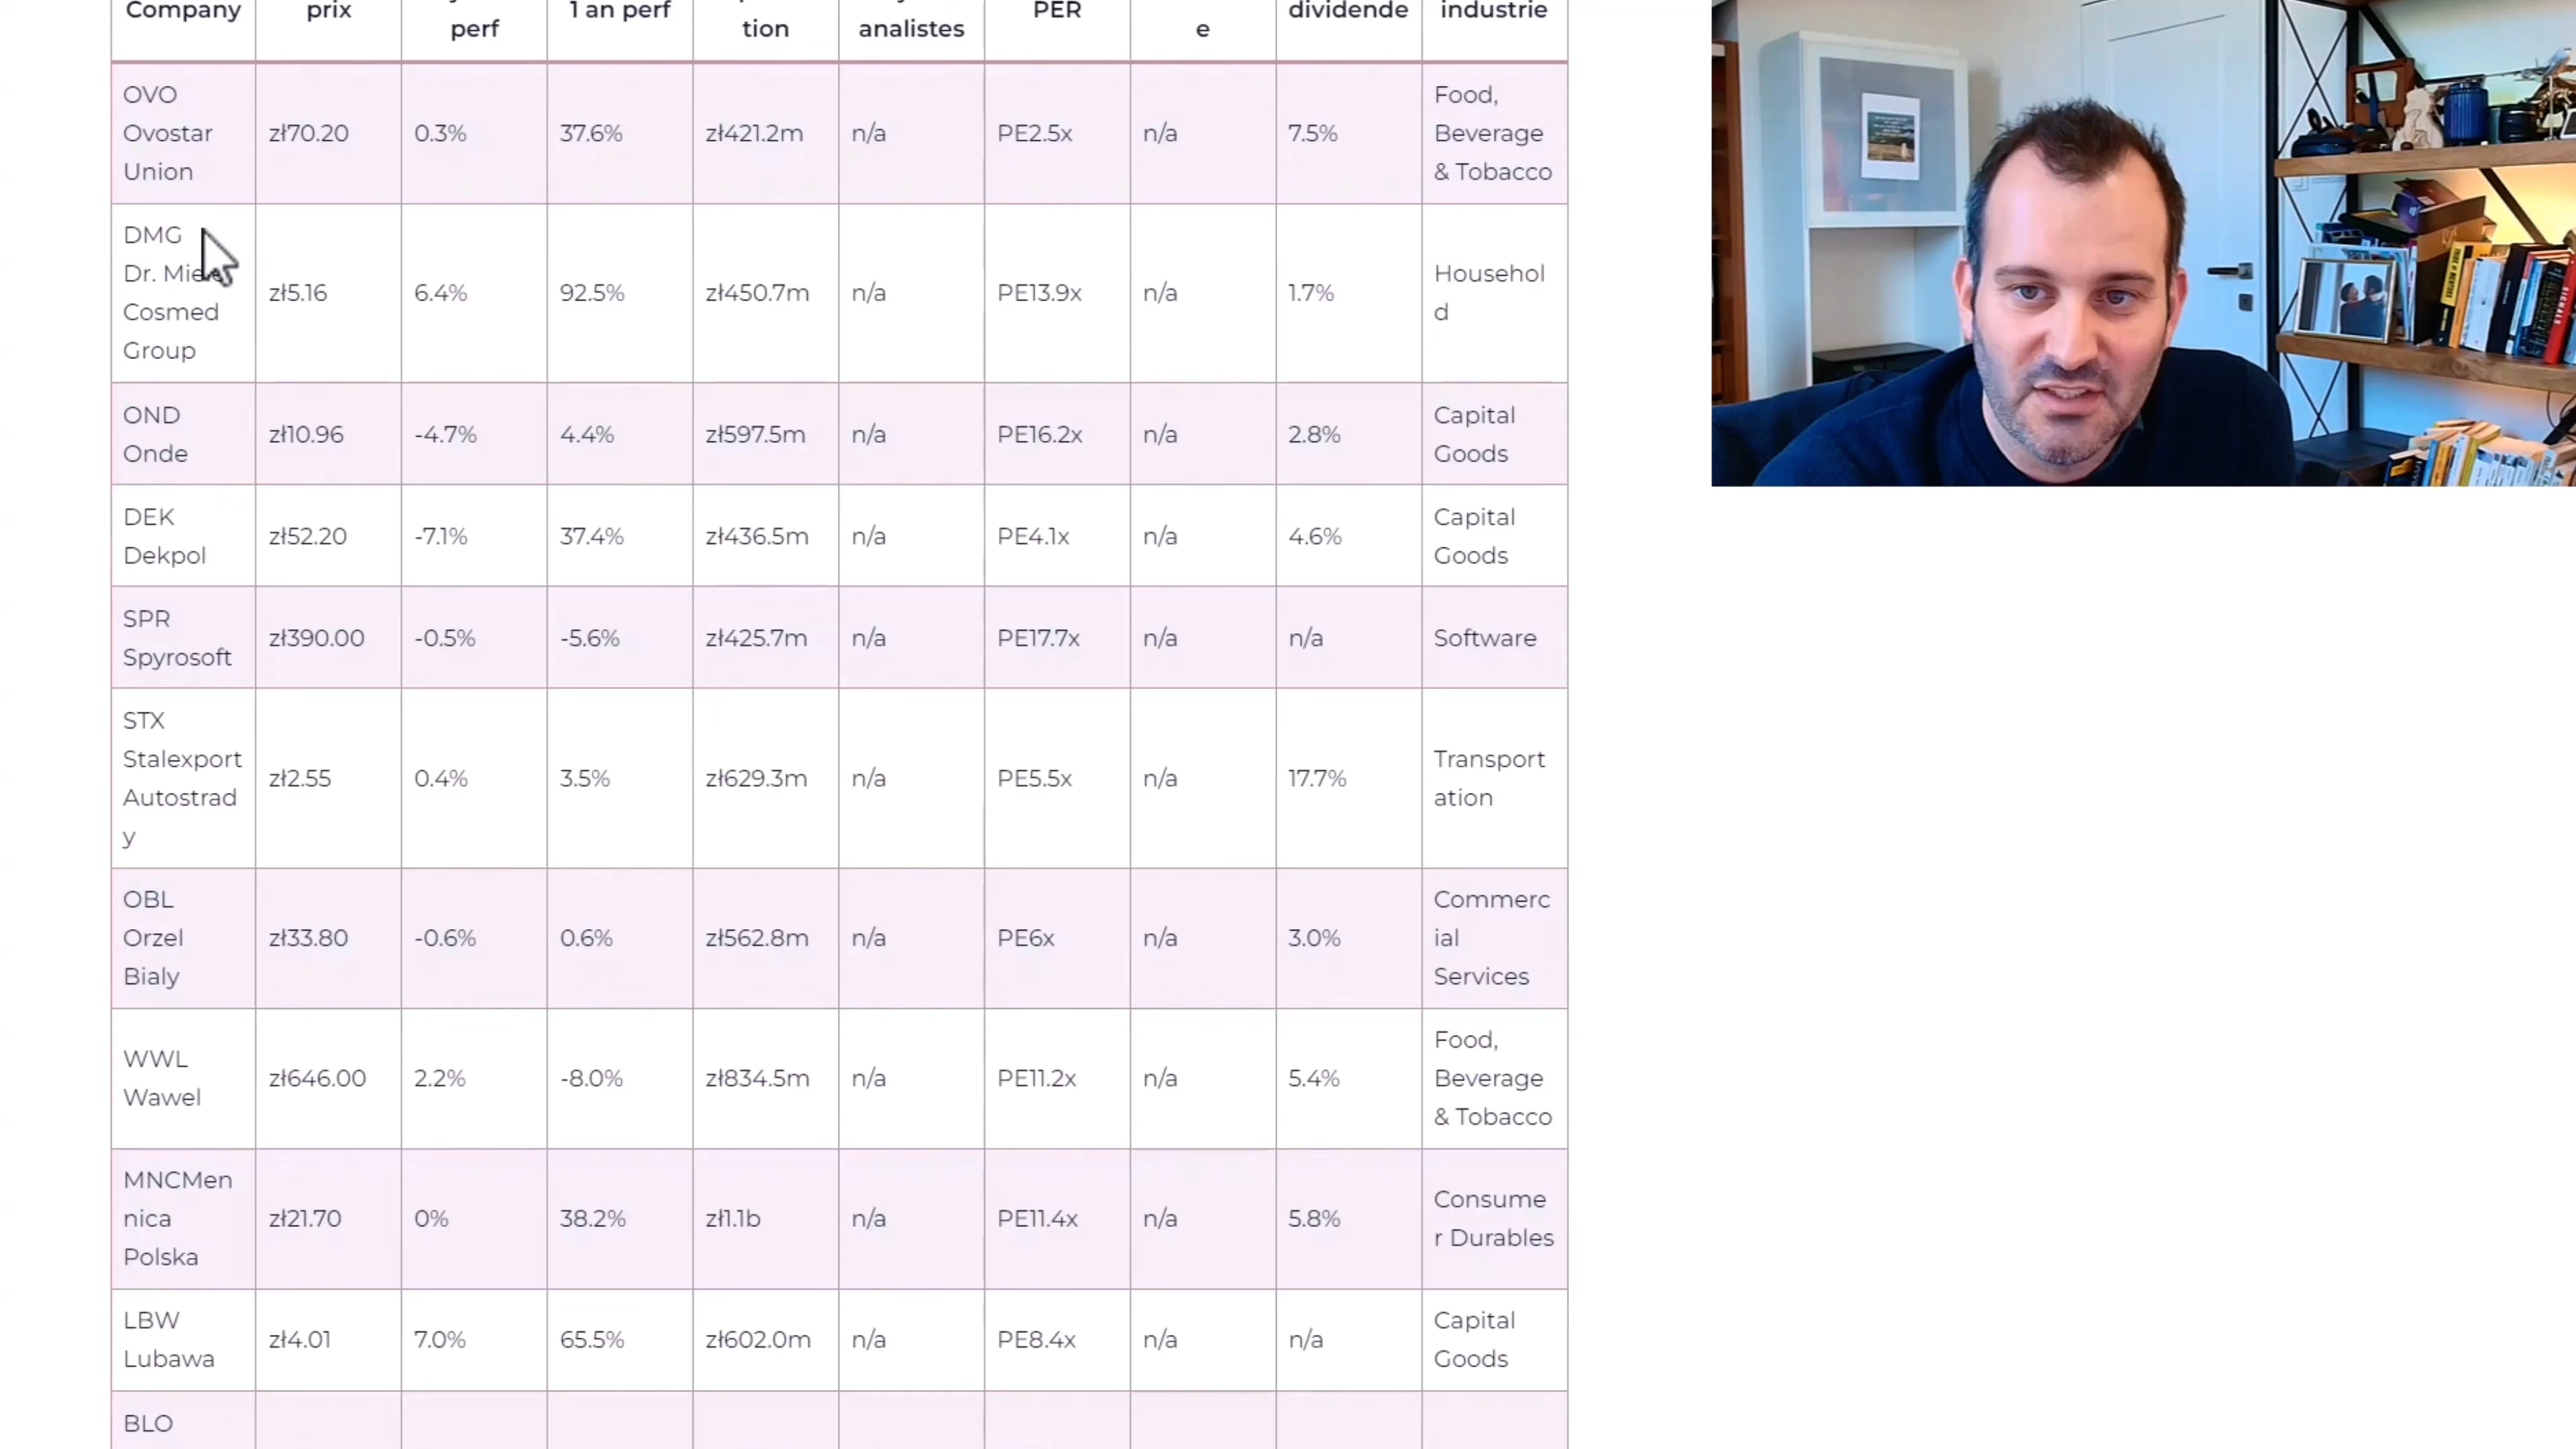 Company prix perf 1 an perf tion analistes PER e dividende industrie
OVO
Ovostar
Union
zł70.20 0.3% 37.6% zł421.2m n/a PE2.5x n/a 7.5%
Food,
Beverage
& Tobacco
DMG
Dr.
Cosmed
Group
zł5.16 6.4% 92.5% zł450.7m n/a PE13.9x n/a 1.7%
Househol
d
OND
Onde
zł10.96 -4.7% 4.4% zł597.5m n/a PE16.2x n/a 2.8%
Capital
Goods
DEK
Dekpol
zł52.20 -7.1% 37.4% zł436.5m n/a PE4.1x n/a 4.6%
Capital
Goods
SPR
Spyrosoft
zł390.00 -0.5% -5.6% zł425.7m n/a PE17.7x n/a n/a
Software
STX
Stalexport
Autostrad
y
zł2.55 0.4% 3.5% zł629.3m n/a PE5.5x n/a 17.7%
Transport
ation
OBL
Orzel
Bialy
zł33.80 -0.6% 0.6% zł562.8m n/a PE6x n/a 3.0%
Commerc
ial
Services
WWL
Wawel
zł646.00 2.2% -8.0% zł834.5m n/a PE11.2x n/a 5.4%
Food,
Beverage
& Tobacco
MNCMen
nica
Polska
zł21.70 0% 38.2% zł1.1b n/a PE11.4x n/a 5.8%
Consume
r Durables
LBW
Lubawa
zł4.01 7.0% 65.5% zł602.0m n/a PE8.4x n/a n/a
Capital
Goods
BLO